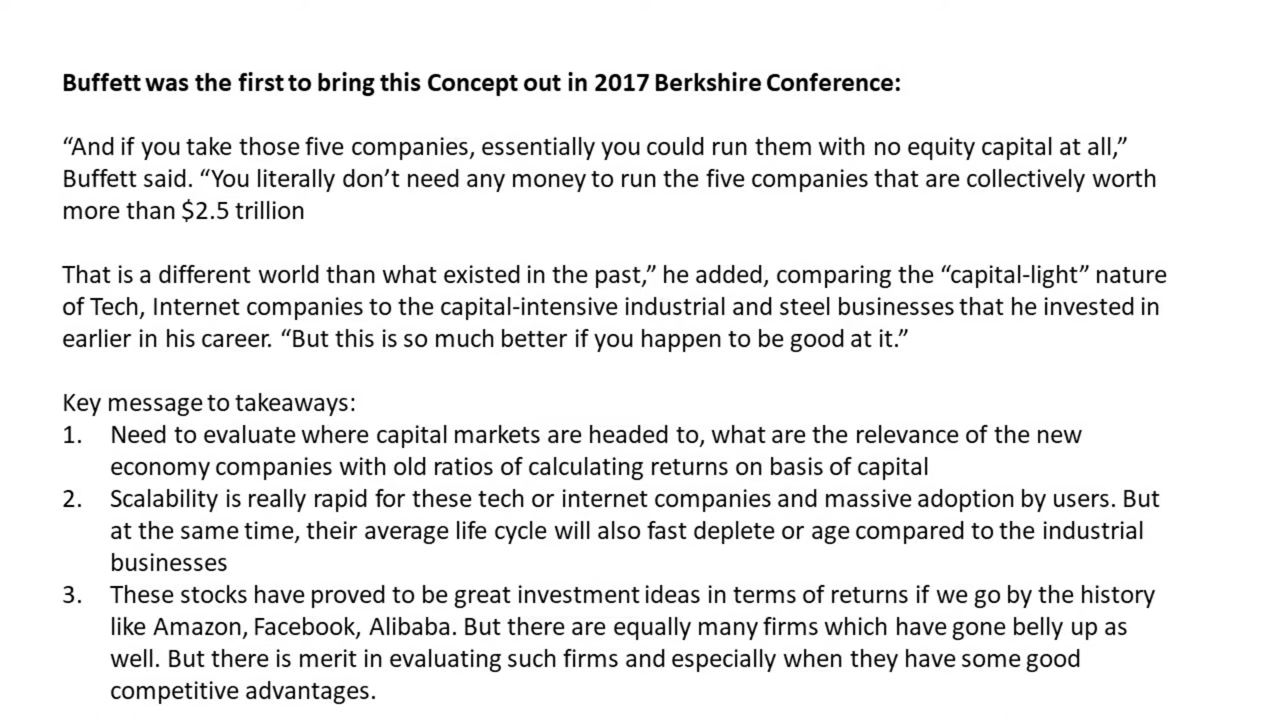 Buffett was the first to bring this Concept out in 2017 Berkshire Conference:
“And if you take those five companies, essentially you could run them with no equity capital at all,”
Buffett said. “You literally don’t need any money to run the five companies that are collectively worth
more than $2.5 trillion
That is a different world than what existed in the past,” he added, comparing the “capital-light” nature
of Tech, Internet companies to the capital-intensive industrial and steel businesses that he invested in
earlier in his career. “But this is so much better if you happen to be good at it.”
Key message to takeaways:
1. Need to evaluate where capital markets are headed to, what are the relevance of the new
economy companies with old ratios of calculating returns on basis of capital
2. Scalability is really rapid for these tech or internet companies and massive adoption by users. But
at the same time, their average life cycle will also fast deplete or age compared to the industrial
businesses
3. These stocks have proved to be great investment ideas in terms of returns if we go by the history
like Amazon, Facebook, Alibaba. But there are equally many firms which have gone belly up as
well. But there is merit in evaluating such firms and especially when they have some good
competitive advantages.